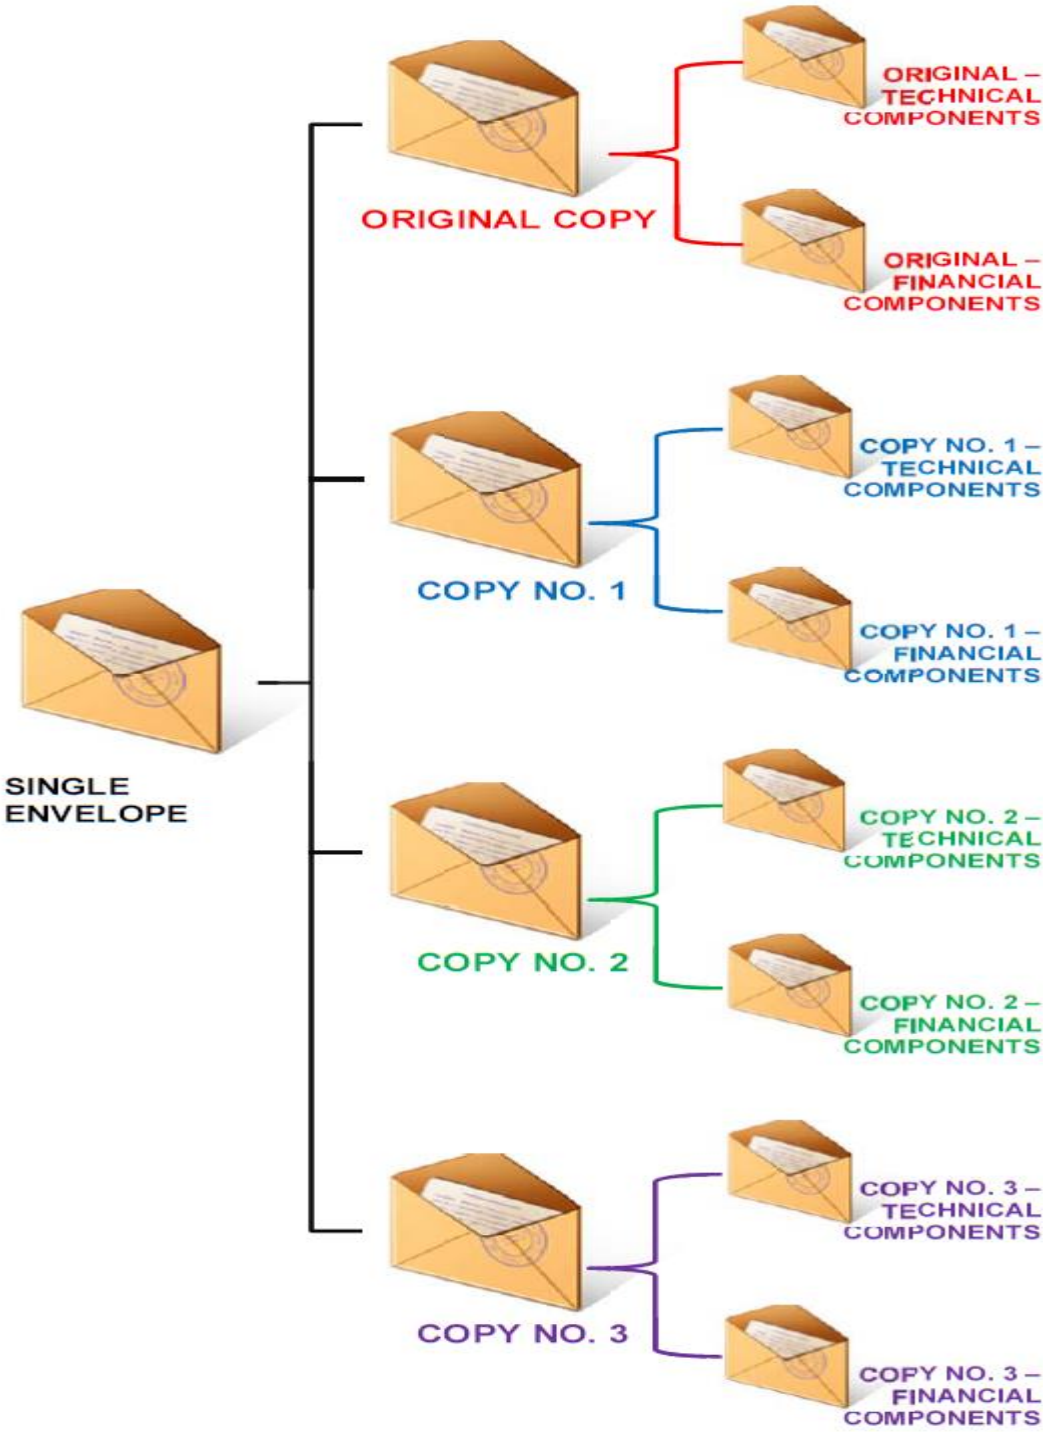 ORIGINAL –
TECHNICAL
COMPONENTS
ORIGINAL COPY
ORIGINAL –
FINANCIAL
COMPONENTS
COPY NO. 1 –
TECHNICAL
COMPONENTS
COPY NO. 1
COPY NO. 1 –
FINANCIAL
COMPONENTS
SINGLE
ENVELOPE
COPY NO. 2 –
TECHNICAL
COMPONENTS
COPY NO. 2
COPY NO. 2 –
FINANCIAL
COMPONENTS
COPY NO. 3 –
TECHNICAL
COMPONENTS
COPY NO. 3
COPY NO. 3 –
FINANCIAL
COMPONENTS